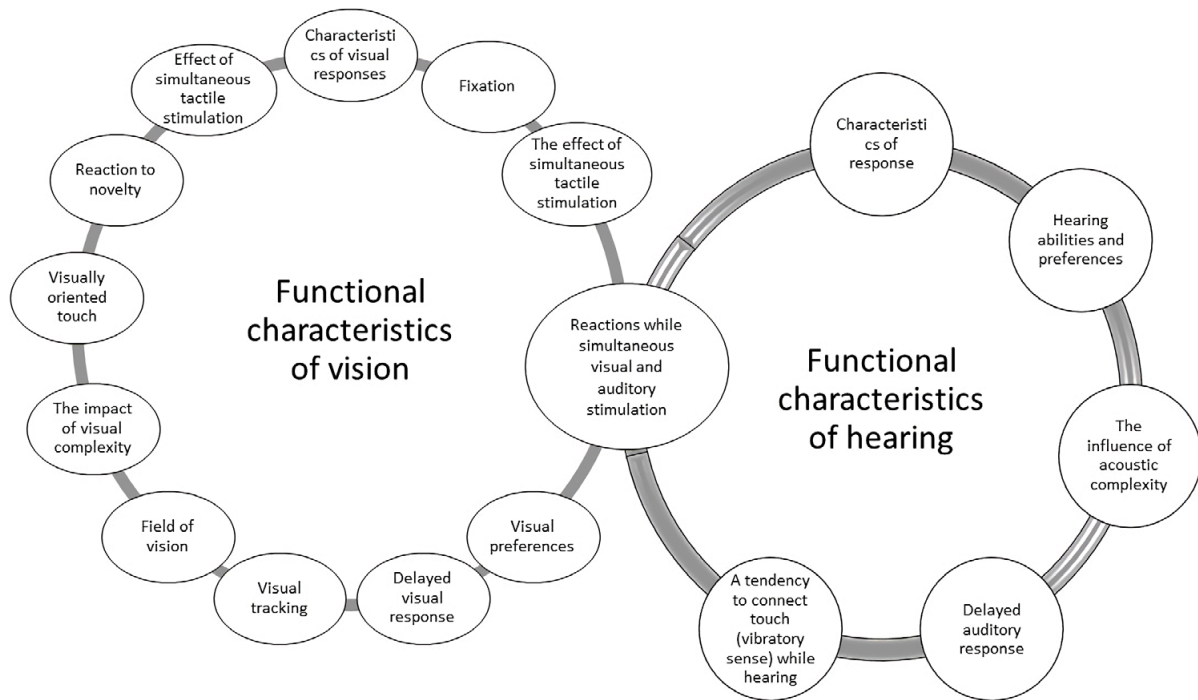 Characteristi
cs of visual
responses
Fixation
The effect of
simultaneous
tactile
stimulation
Reactions while
simultaneous
visual and
auditory
stimulation
Visual
preferences
Delayed
visual
response
Visual
tracking
Field of
vision
The impact
of visual
complexity
Visually
oriented
touch
Reaction to
novelty
Effect of
simultaneous
tactile
stimulation
Functional
characteristics
of vision
Characteristi
cs of
response
Hearing
abilities and
preferences
The
influence of
acoustic
complexity
Delayed
auditory
response
A tendency
to connect
touch
(vibratory
sense) while
hearing
Functional
characteristics
of hearing